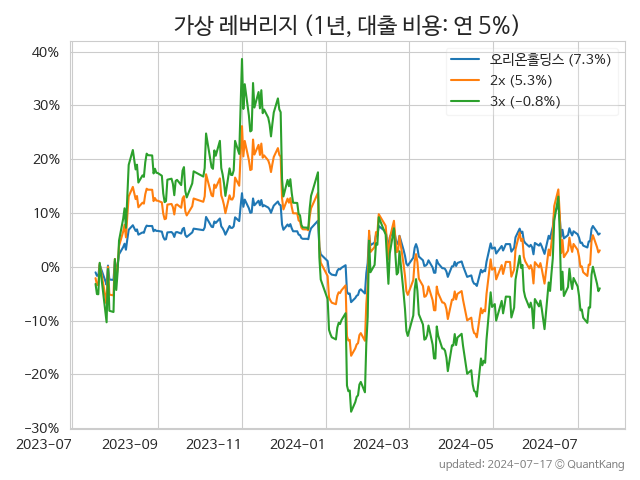 가상 레버리지 (1년, 대출 비용: 연 5%)
오리온홀딩스 (7.3%)
2x (5.3%)
3x (−0.8%)
40%
30%
20%
10%
0%
−10%
−20%
−30%
2023-07 2023-09 2023-11 2024-01 2024-03 2024-05 2024-07
updated: 2024-07-17 © QuantKang